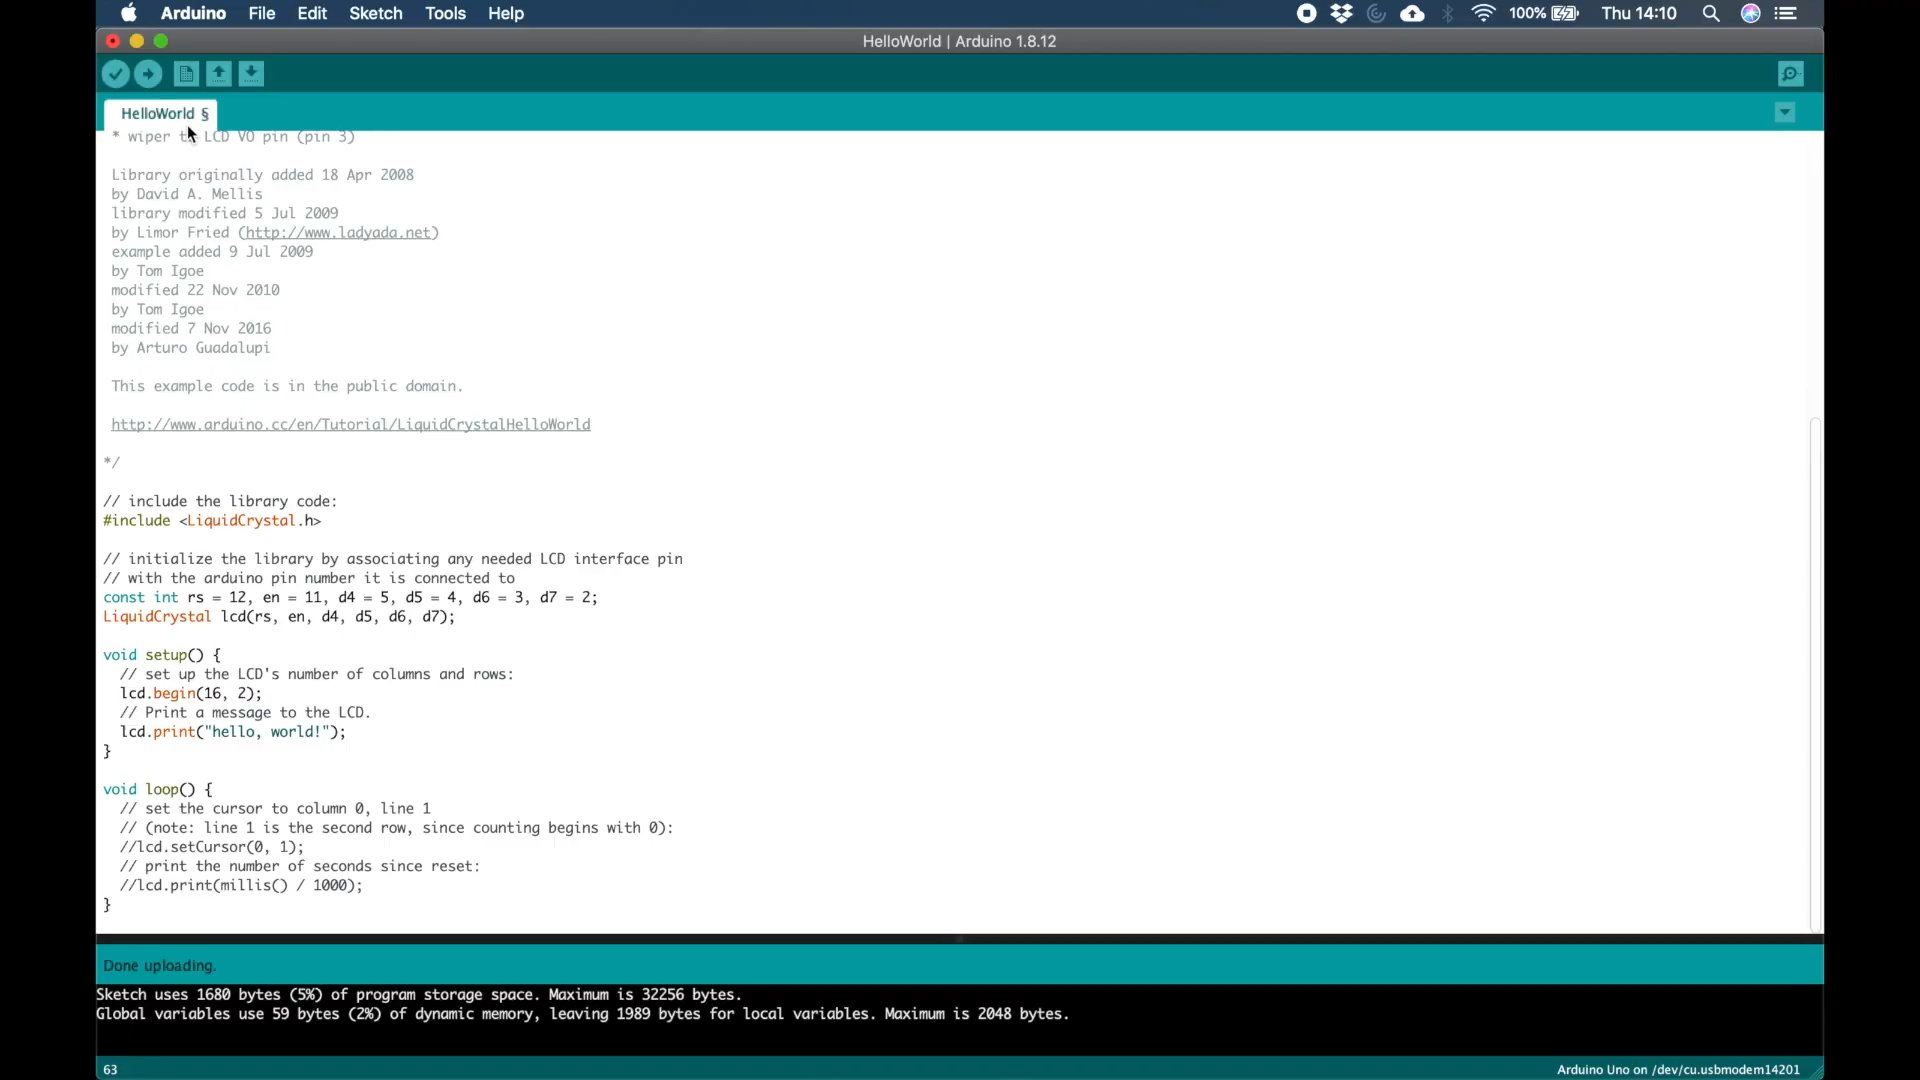 Arduino File Edit Sketch Tools Help 100% Thu 14:10
HelloWorld | Arduino 1.8.12
HelloWorld §
* wiper to LCD VO pin (pin 3)
Library originally added 18 Apr 2008
by David A. Mellis
library modified 5 Jul 2009
by Limor Fried (http://www.ladyada.net)
example added 9 Jul 2009
by Tom Igoe
modified 22 Nov 2010
by Tom Igoe
modified 7 Nov 2016
by Arturo Guadalupi
This example code is in the public domain.
http://www.arduino.cc/en/Tutorial/LiquidCrystalHelloWorld
*/
// include the library code:
#include <LiquidCrystal.h>
// initialize the library by associating any needed LCD interface pin
// with the arduino pin number it is connected to
const int rs = 12, en = 11, d4 = 5, d5 = 4, d6 = 3, d7 = 2;
LiquidCrystal lcd(rs, en, d4, d5, d6, d7);
void setup() {
// set up the LCD's number of columns and rows:
lcd.begin(16, 2);
// Print a message to the LCD.
lcd.print("hello, world!");
}
void loop() {
// set the cursor to column 0, line 1
// (note: line 1 is the second row, since counting begins with 0):
//lcd.setCursor(0, 1);
// print the number of seconds since reset:
//lcd.print(millis() / 1000);
}
Done uploading.
Sketch uses 1680 bytes (5%) of program storage space. Maximum is 32256 bytes.
Global variables use 59 bytes (2%) of dynamic memory, leaving 1989 bytes for local variables. Maximum is 2048 bytes.
63 Arduino Uno on /dev/cu.usbmodem14201